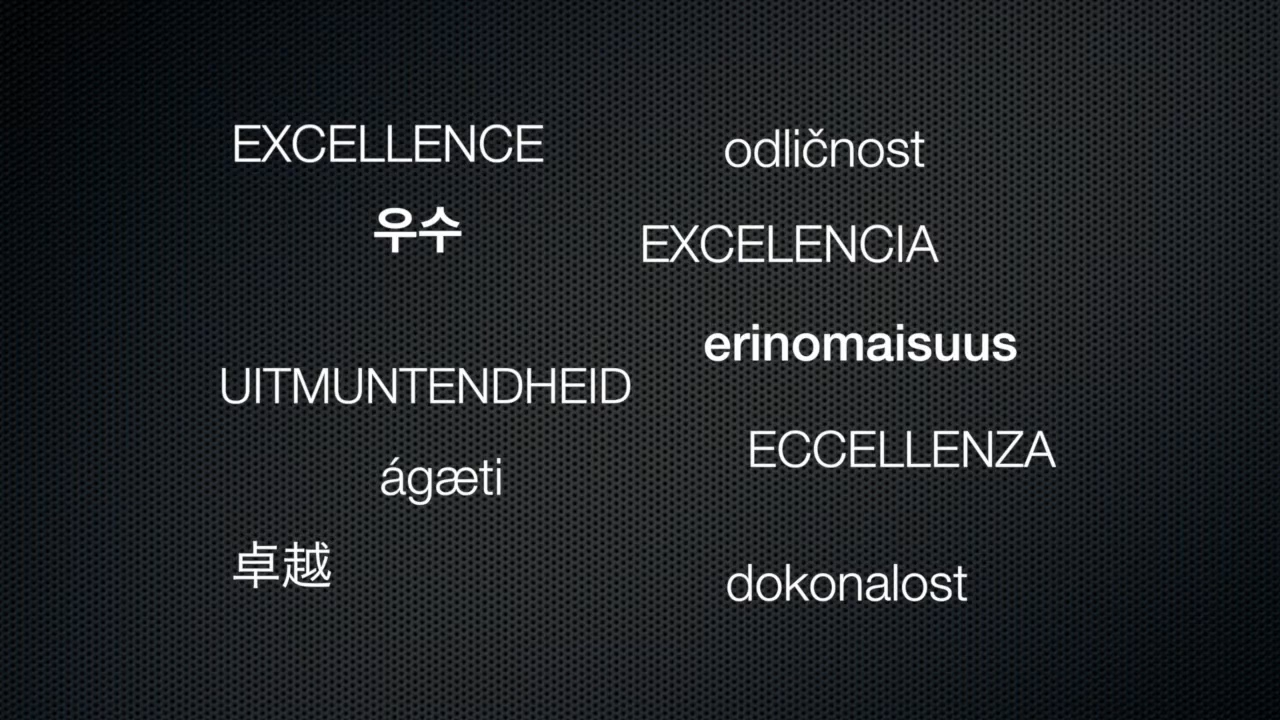 EXCELLENCE
odličnost
우수
EXCELENCIA
erinomaisuus
UITMUNTENDHEID
ECCELLENZA
ágæti
卓越
dokonalost